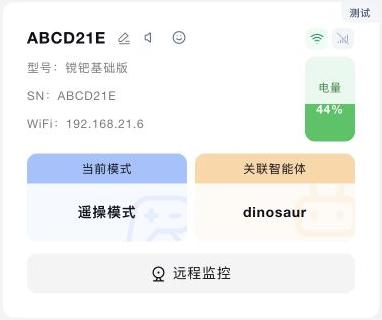 测试
ABCD21E
型号：镜钯基础版
SN：ABCD21E
WiFi：192.168.21.6
电量
44%
当前模式
关联智能体
遥操模式
dinosaur
远程监控